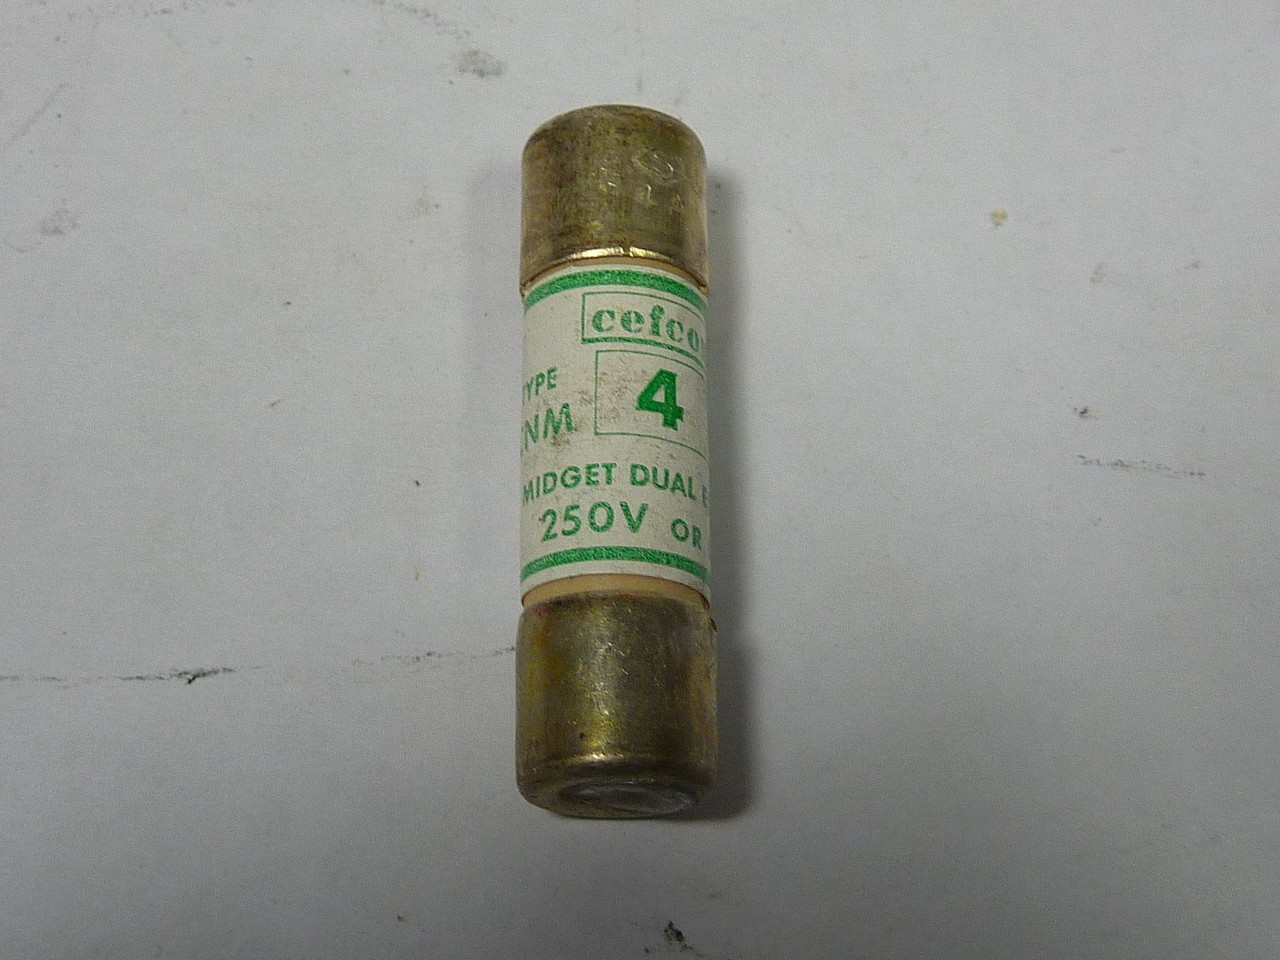 cefco
4
TYPE
NM
MIDGET DUAL
250V OR